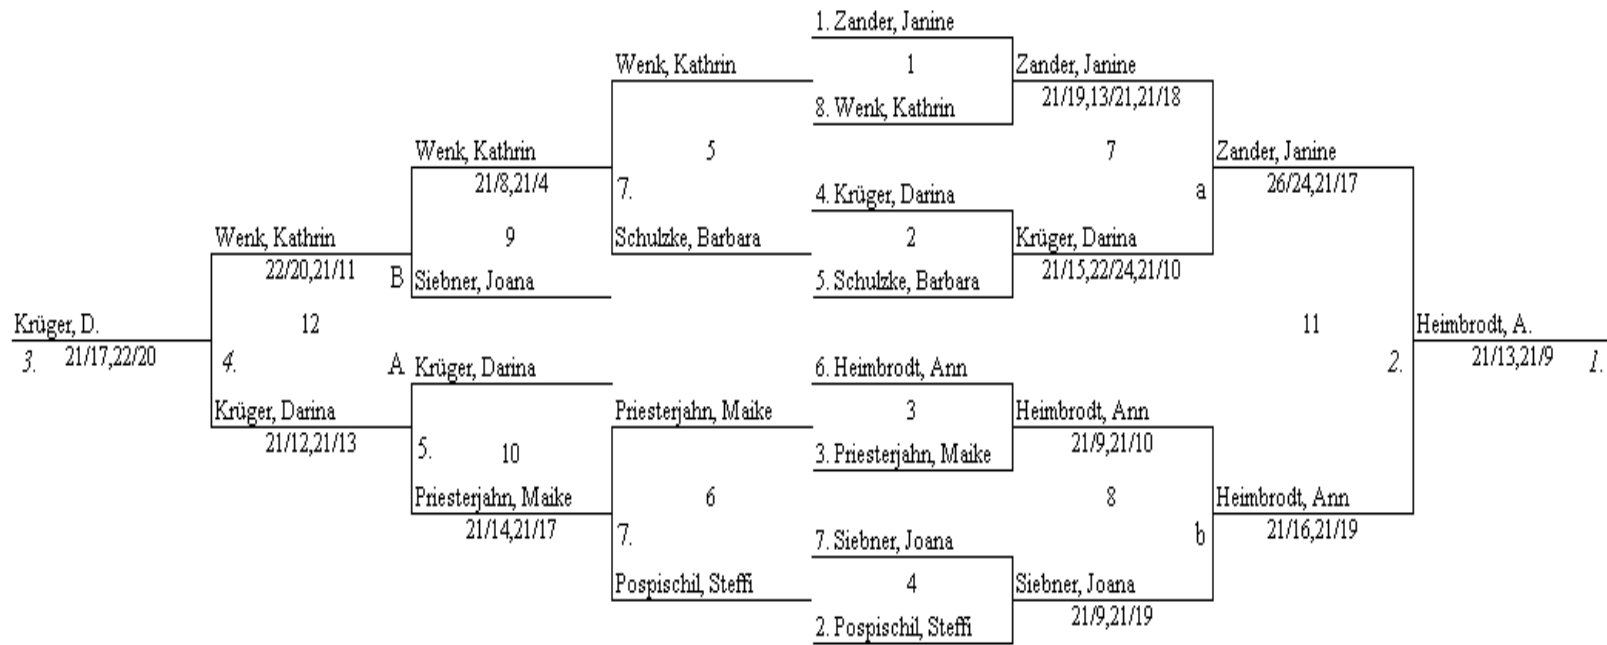 1. Zander, Janine
Wenk, Kathrin
1
Zander, Janine
21/19,13/21,21/18
8. Wenk, Kathrin
Wenk, Kathrin
5
7
Zander, Janine
21/8,21/4
7.
4. Krüger, Darina
a
26/24,21/17
Wenk, Kathrin
9
Schulzke, Barbara
2
Krüger, Darina
22/20,21/11
B
Siebner, Joana
5. Schulzke, Barbara
21/15,22/24,21/10
Krüger, D.
12
11
Heimbrodt, A.
3.
21/17,22/20
4.
A
Krüger, Darina
6. Heimbrodt, Ann
2.
21/13,21/9
1.
Krüger, Darina
Priesterjahn, Maike
3
Heimbrodt, Ann
21/12,21/13
5.
10
3. Priesterjahn, Maike
21/9,21/10
Priesterjahn, Maike
6
8
Heimbrodt, Ann
21/14,21/17
7.
7. Siebner, Joana
b
21/16,21/19
Pospischil, Steffi
4
Siebner, Joana
21/9,21/19
2. Pospischil, Steffi